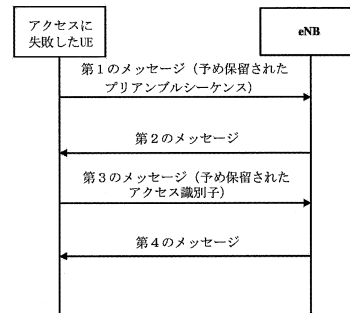 アクセスに
失敗したUE
eNB
第1のメッセージ（予め保留された
プリアンブルシーケンス）
第2のメッセージ
第3のメッセージ（予め保留された
アクセス識別子）
第4のメッセージ